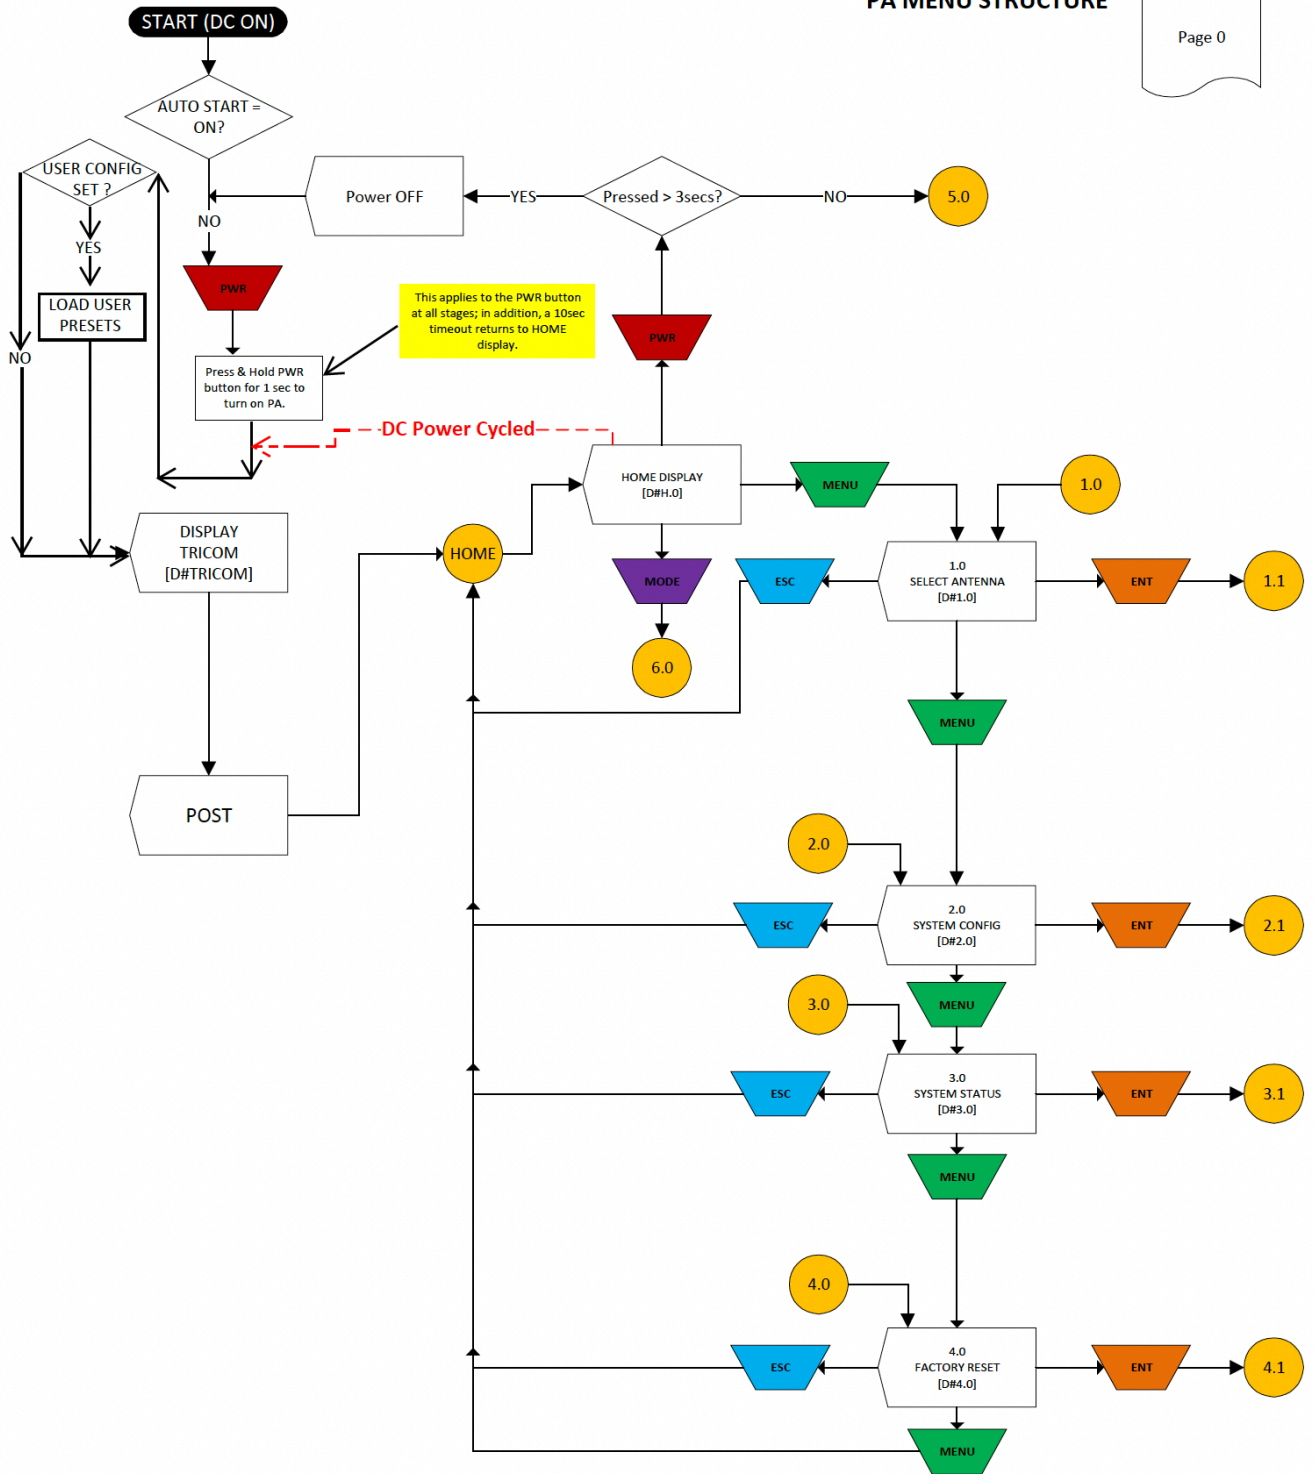 PA MENU STRUCTURE
Page 0
START (DC ON)
AUTO START =
ON?
USER CONFIG
SET ?
YES
LOAD USER
PRESETS
NO
NO
PWR
Press & Hold PWR
button for 1 sec to
turn on PA.
This applies to the PWR button
at all stages; in addition, a 10sec
timeout returns to HOME
display.
Power OFF
YES
Pressed > 3secs?
NO
5.0
PWR
DC Power Cycled
HOME DISPLAY
[D#H.0]
MENU
1.0
DISPLAY
TRICOM
[D#TRICOM]
HOME
MODE
6.0
ESC
1.0
SELECT ANTENNA
[D#1.0]
ENT
1.1
MENU
POST
2.0
ESC
2.0
SYSTEM CONFIG
[D#2.0]
ENT
2.1
3.0
MENU
ESC
3.0
SYSTEM STATUS
[D#3.0]
ENT
3.1
MENU
4.0
ESC
4.0
FACTORY RESET
[D#4.0]
ENT
4.1
MENU